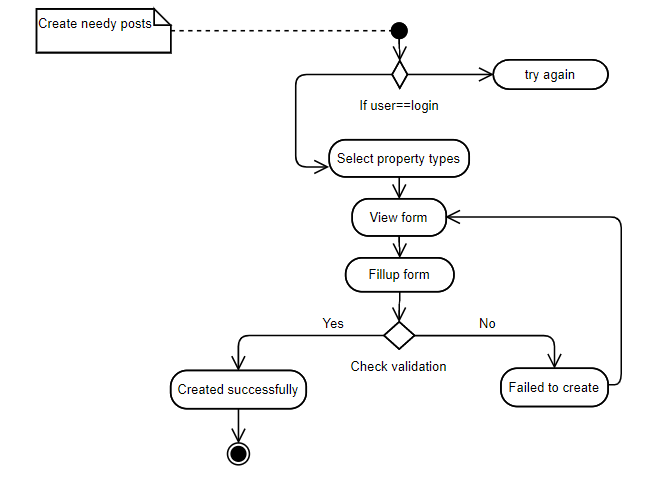 Create needy posts
try again
If user==login
Select property types
View form
Fillup form
Yes
No
Check validation
Created successfully
Failed to create